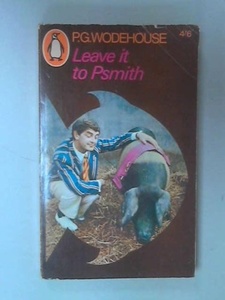 P.G.WODEHOUSE 4/6
Leave it
to Psmith